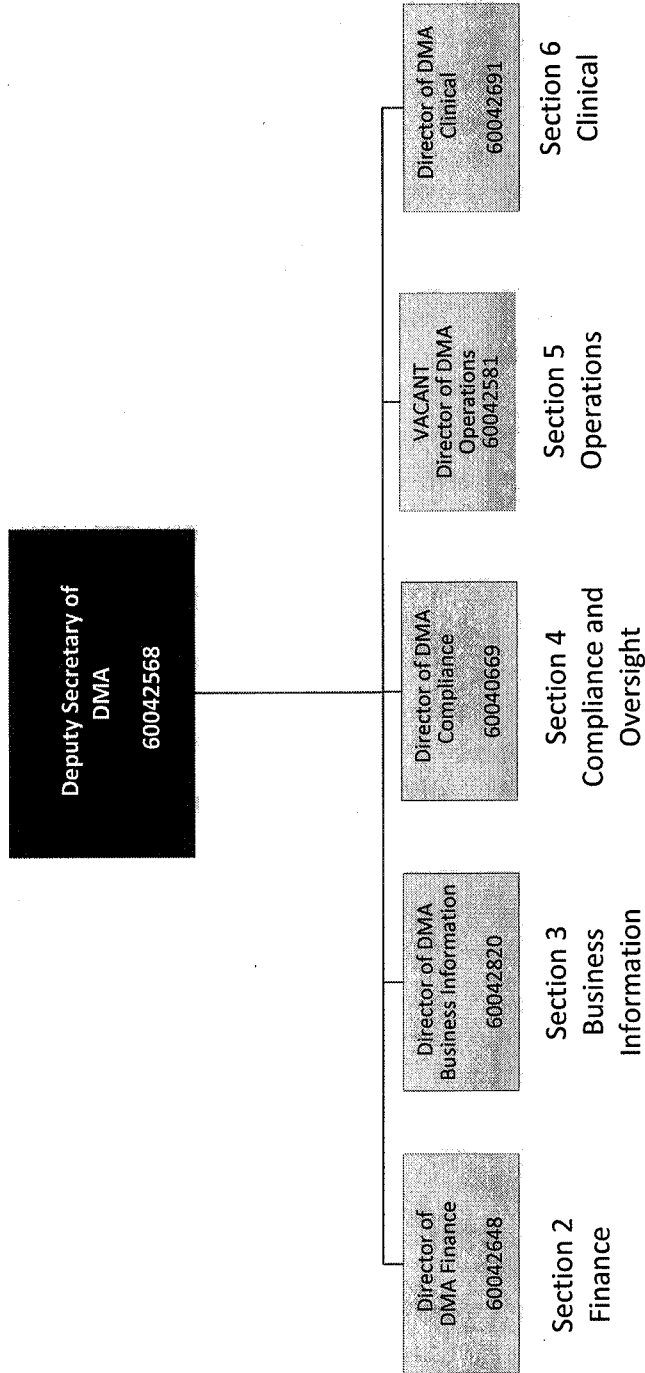 Deputy Secretary of
DMA
60042568
Director of
DMA Finance
60042648
Section 2
Finance
Director of DMA
Business Information
60042820
Section 3
Business
Information
Director of DMA
Compliance
60040669
Section 4
Compliance and
Oversight
VACANT
Director of DMA
Operations
60042581
Section 5
Operations
Director of DMA
Clinical
60042691
Section 6
Clinical